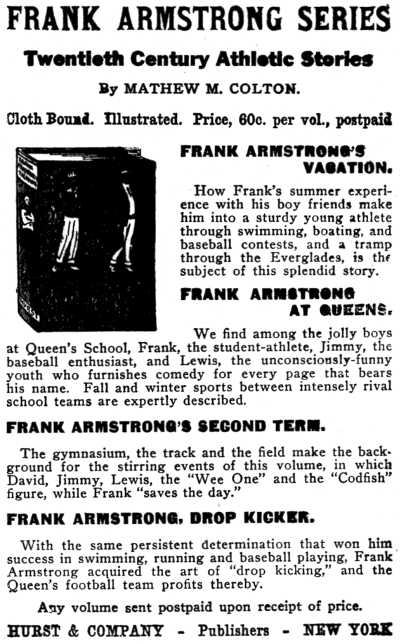 FRANK ARMSTRONG SERIES
Twentieth Century Athletic Stories
By MATHEW M. COLTON.
Cloth Bound. Illustrated. Price, 60c. per vol., postpaid
FRANK ARMSTRONG'S
VACATION.
How Frank's summer experi-
ence with his boy friends make
him into a sturdy young athlete
through swimming, boating, and
baseball contests, and a tramp
through the Everglades, is the
subject of this splendid story.
FRANK ARMSTRONG
AT QUEENS.
We find among the jolly boys
at Queen's School, Frank, the student-athlete, Jimmy, the
baseball enthusiast, and Lewis, the unconsciously-funny
youth who furnishes comedy for every page that bears
his name. Fall and winter sports between intensely rival
school teams are expertly described.
FRANK ARMSTRONG'S SECOND TERM.
The gymnasium, the track and the field make the back-
ground for the stirring events of this volume, in which
David, Jimmy, Lewis, the "Wee One" and the "Codfish"
figure, while Frank "saves the day."
FRANK ARMSTRONG, DROP KICKER.
With the same persistent determination that won him
success in swimming, running and baseball playing, Frank
Armstrong acquired the art of "drop kicking," and the
Queen's football team profits thereby.
Any volume sent postpaid upon receipt of price.
HURST & COMPANY - Publishers - NEW YORK